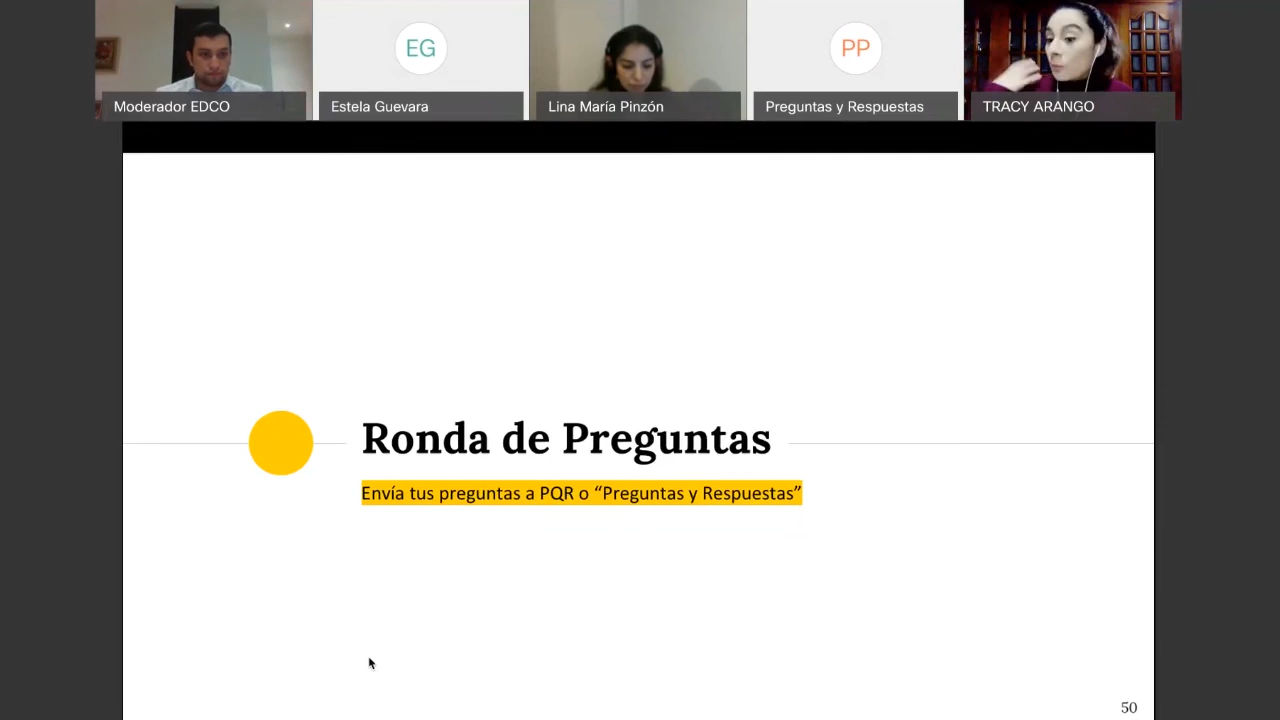 EG
PP
Moderador EDCO
Estela Guevara
Lina María Pinzón
Preguntas y Respuestas
TRACY ARANGO
Ronda de Preguntas
Envía tus preguntas a PQR o “Preguntas y Respuestas”
50